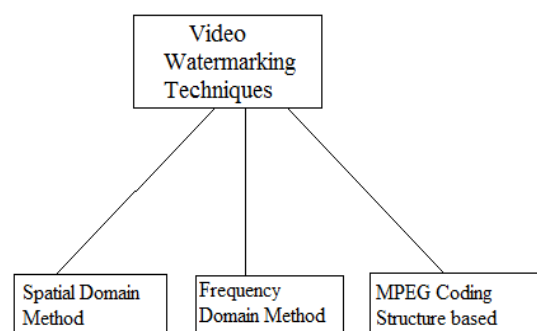 Video
Watermarking
Techniques
Spatial Domain
Method
Frequency
Domain Method
MPEG Coding
Structure based